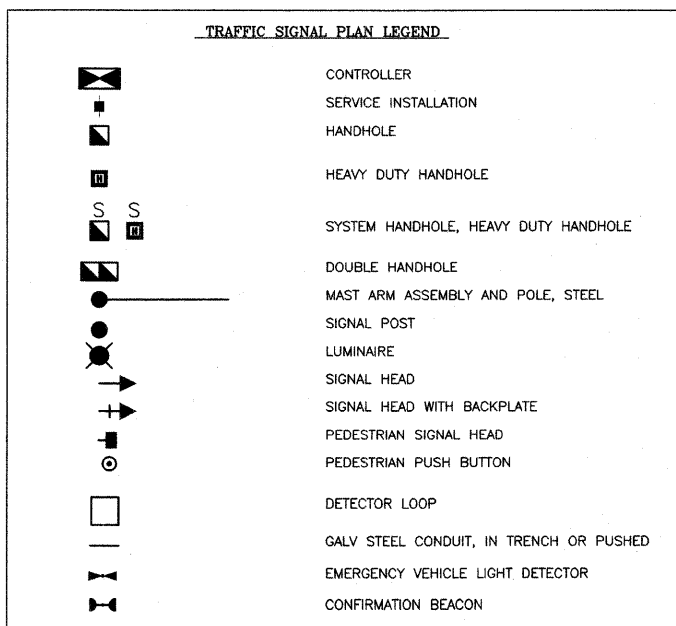 TRAFFIC SIGNAL PLAN LEGEND
CONTROLLER
SERVICE INSTALLATION
HANDHOLE
H HEAVY DUTY HANDHOLE
S S
H SYSTEM HANDHOLE, HEAVY DUTY HANDHOLE
DOUBLE HANDHOLE
MAST ARM ASSEMBLY AND POLE, STEEL
SIGNAL POST
LUMINAIRE
SIGNAL HEAD
SIGNAL HEAD WITH BACKPLATE
PEDESTRIAN SIGNAL HEAD
PEDESTRIAN PUSH BUTTON
DETECTOR LOOP
GALV STEEL CONDUIT, IN TRENCH OR PUSHED
EMERGENCY VEHICLE LIGHT DETECTOR
CONFIRMATION BEACON